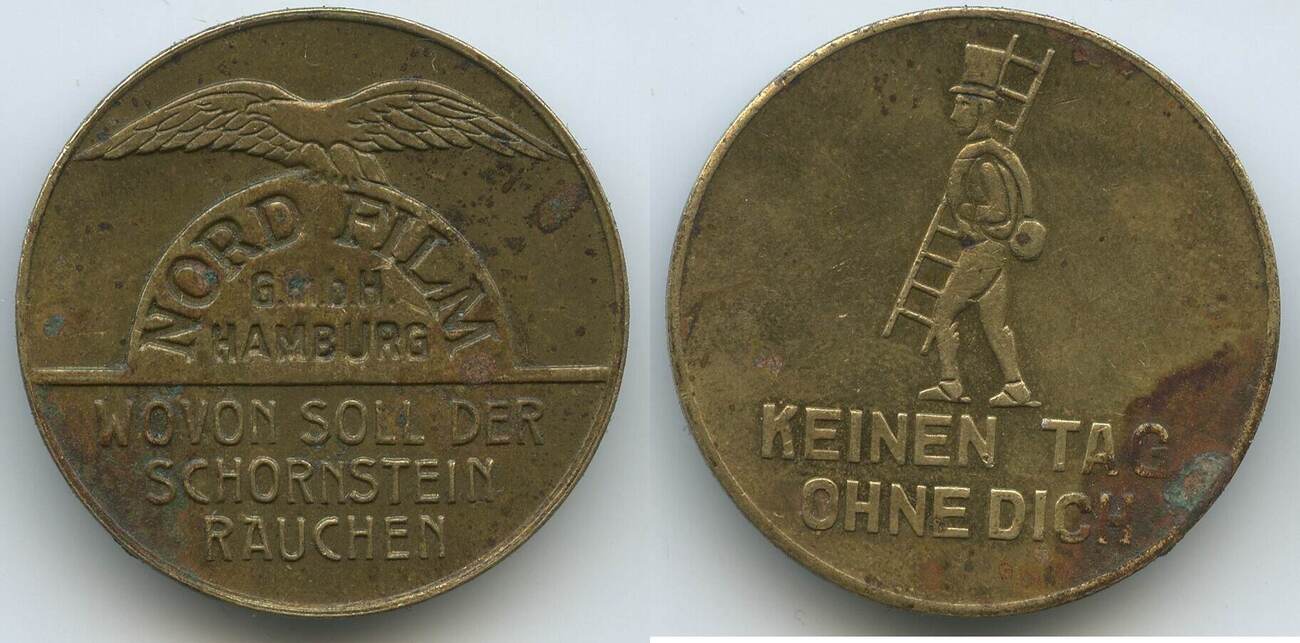 NORD FILM
G.m.b.H.
HAMBURG
WOVON SOLL DER
SCHORNSTEIN
RAUCHEN
KEINEN TAG
OHNE DICH